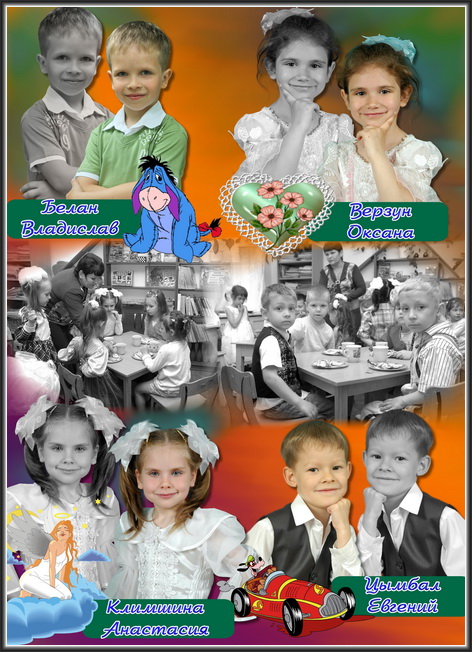 Белан
Владислав
Верзун
Оксана
Климшина
Анастасия
Цымбал
Евгений